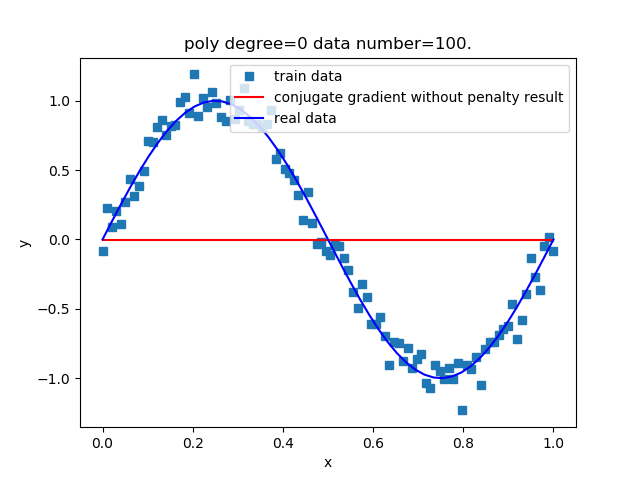 poly degree=0 data number=100.
train data
conjugate gradient without penalty result
real data
y
1.0
0.5
0.0
−0.5
−1.0
0.0 0.2 0.4 0.6 0.8 1.0
x